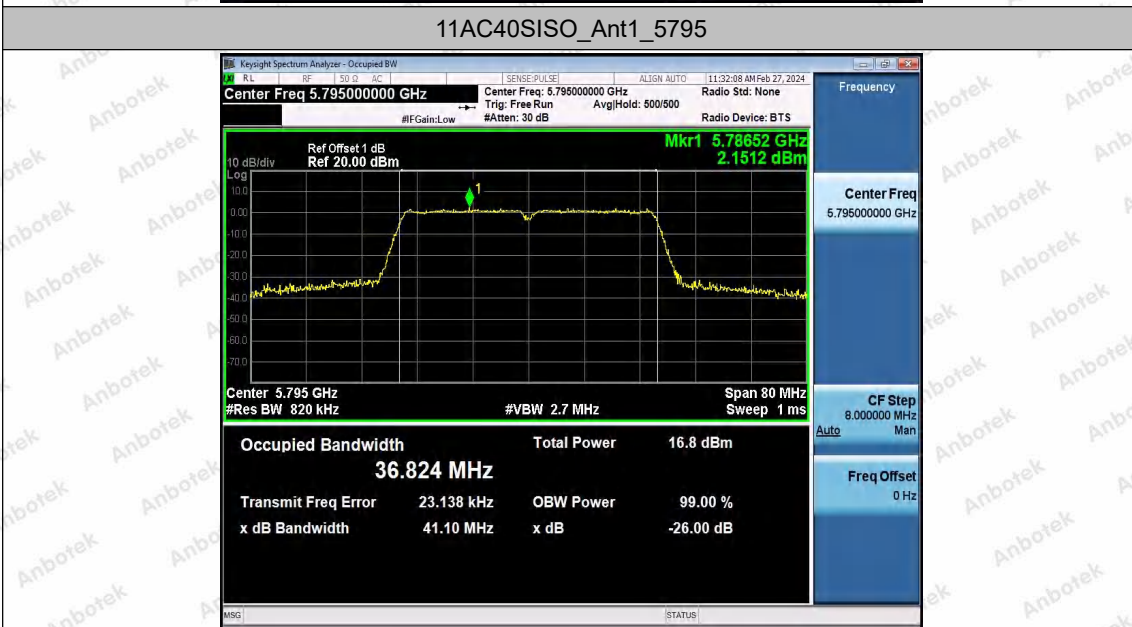 11AC40SISO_Ant1_5795
Keysight Spectrum Analyzer - Occupied BW
RL RF 50 Ω AC SENSE:PULSE ALIGN AUTO 11:32:08 AM Feb 27, 2024
Center Freq 5.795000000 GHz
Center Freq: 5.795000000 GHz
Radio Std: None
Trig: Free Run Avg|Hold: 500/500
#IFGain:Low
#Atten: 30 dB
Radio Device: BTS
Frequency
Ref Offset 1 dB
10 dB/div Ref 20.00 dBm
Mkr1 5.78652 GHz
2.1512 dBm
Log
10.0
0.00
-10.0
-20.0
-30.0
-40.0
-50.0
-60.0
-70.0
1
Center 5.795 GHz Span 80 MHz
#Res BW 820 kHz #VBW 2.7 MHz Sweep 1 ms
Occupied Bandwidth Total Power 16.8 dBm
36.824 MHz
Transmit Freq Error 23.138 kHz OBW Power 99.00 %
x dB Bandwidth 41.10 MHz x dB -26.00 dB
Center Freq
5.795000000 GHz
CF Step
8.000000 MHz
Auto Man
Freq Offset
0 Hz
MSG STATUS
Anbotek